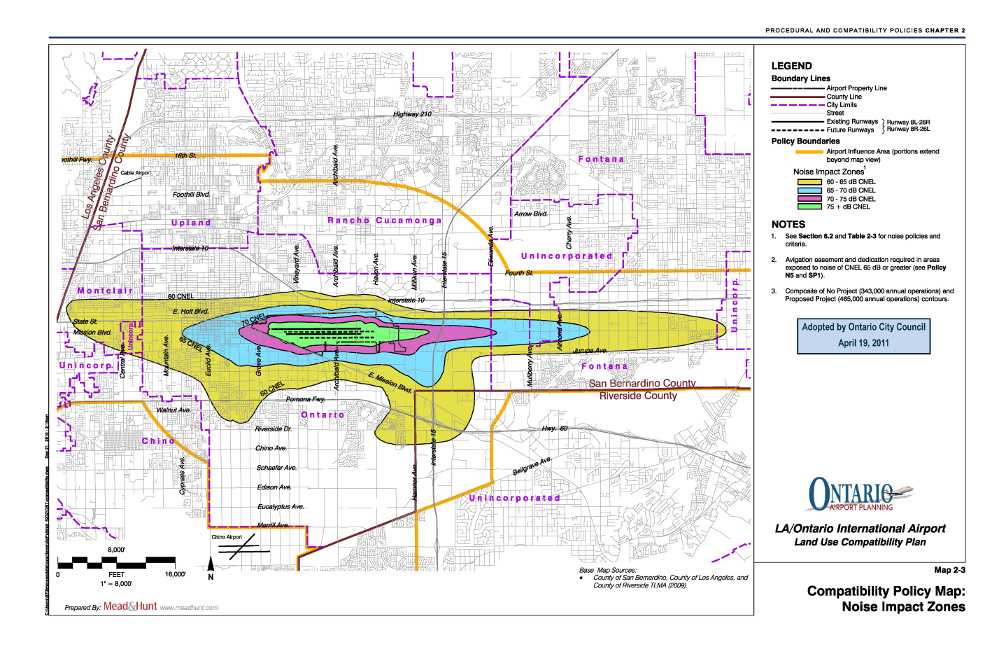 PROCEDURAL AND COMPATIBILITY POLICIES CHAPTER 2
Highway 210
16th St.
oothill Fwy.
Cable Airport
Los Angeles County
San Bernardino County
Archibald Ave.
Fontana
Foothill Blvd.
Upland
Rancho Cucamonga
Arrow Blvd.
Cherry Ave.
Etiwanda Ave.
Interstate 10
Vineyard Ave.
Archibald Ave.
Haven Ave.
Milliken Ave.
Interstate 15
Unincorporated
Fourth St.
Montclair
60 CNEL
Interstate 10
Unincorp.
E. Holt Blvd.
70 CNEL
State St.
Mission Blvd.
Unincorp.
65 CNEL
Central Ave.
Mountain Ave.
Euclid Ave.
Grove Ave.
Archibald Ave.
Almond Ave.
Mulberry Ave.
Jurupa Ave.
Unincorp.
Fontana
E. Mission Blvd.
60 CNEL
San Bernardino County
Riverside County
Pomona Fwy.
Walnut Ave.
Ontario
Riverside Dr.
Hwy. 60
Chino
Chino Ave.
Interstate 15
Schaefer Ave.
Bellgrave Ave.
Cypress Ave.
Hamner Ave.
Edison Ave.
Unincorporated
Eucalyptus Ave.
Merrill Ave.
Chino Airport
8,000'
0
FEET
16,000'
1" = 8,000'
N
Base Map Sources:
• County of San Bernardino, County of Los Angeles, and
County of Riverside TLMA (2009).
Prepared By: Mead&Hunt www.meadhunt.com
LEGEND
Boundary Lines
Airport Property Line
County Line
City Limits
Street
Existing Runways
Future Runways
Runway 8L-26R
Runway 8R-26L
Policy Boundaries
Airport Influence Area (portions extend
beyond map view)
Noise Impact Zones1
60 - 65 dB CNEL
65 - 70 dB CNEL
70 - 75 dB CNEL
75 + dB CNEL
NOTES
1. See Section 6.2 and Table 2-3 for noise policies and
criteria.
2. Avigation easement and dedication required in areas
exposed to noise of CNEL 65 dB or greater (see Policy
N5 and SP1).
3. Composite of No Project (343,000 annual operations) and
Proposed Project (465,000 annual operations) contours.
Adopted by Ontario City Council
April 19, 2011
ONTARIO
AIRPORT PLANNING
LA/Ontario International Airport
Land Use Compatibility Plan
Map 2-3
Compatibility Policy Map:
Noise Impact Zones